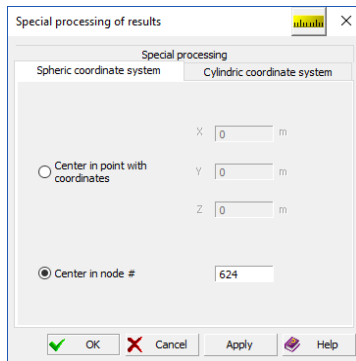 Special processing of results
Special processing
Spheric coordinate system
Cylindric coordinate system
X 0 m
Center in point with
coordinates
Y 0 m
Z 0 m
Center in node # 624
OK Cancel Apply Help